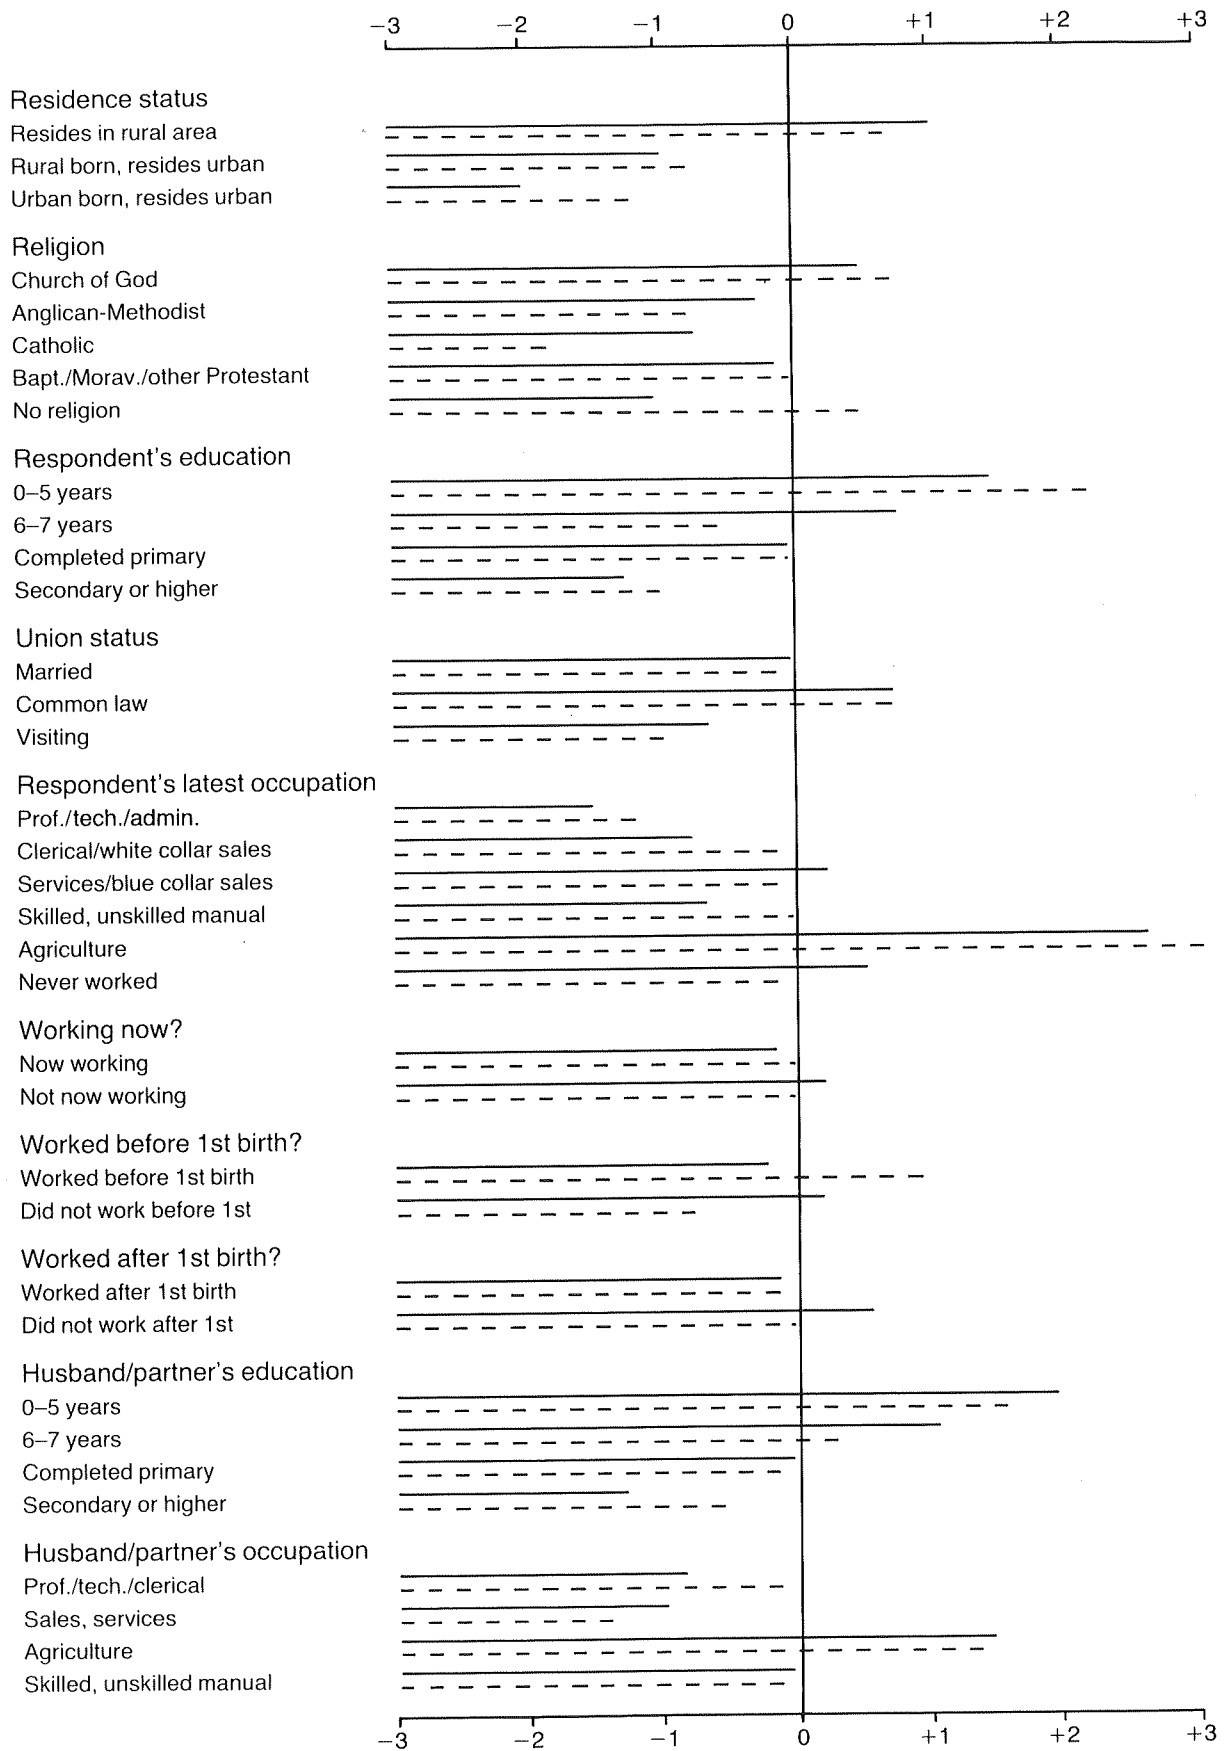 −3 −2 −1 0 +1 +2 +3
Residence status
Resides in rural area
Rural born, resides urban
Urban born, resides urban
Religion
Church of God
Anglican-Methodist
Catholic
Bapt./Morav./other Protestant
No religion
Respondent's education
0–5 years
6–7 years
Completed primary
Secondary or higher
Union status
Married
Common law
Visiting
Respondent's latest occupation
Prof./tech./admin.
Clerical/white collar sales
Services/blue collar sales
Skilled, unskilled manual
Agriculture
Never worked
Working now?
Now working
Not now working
Worked before 1st birth?
Worked before 1st birth
Did not work before 1st
Worked after 1st birth?
Worked after 1st birth
Did not work after 1st
Husband/partner's education
0–5 years
6–7 years
Completed primary
Secondary or higher
Husband/partner's occupation
Prof./tech./clerical
Sales, services
Agriculture
Skilled, unskilled manual
−3 −2 −1 0 +1 +2 +3